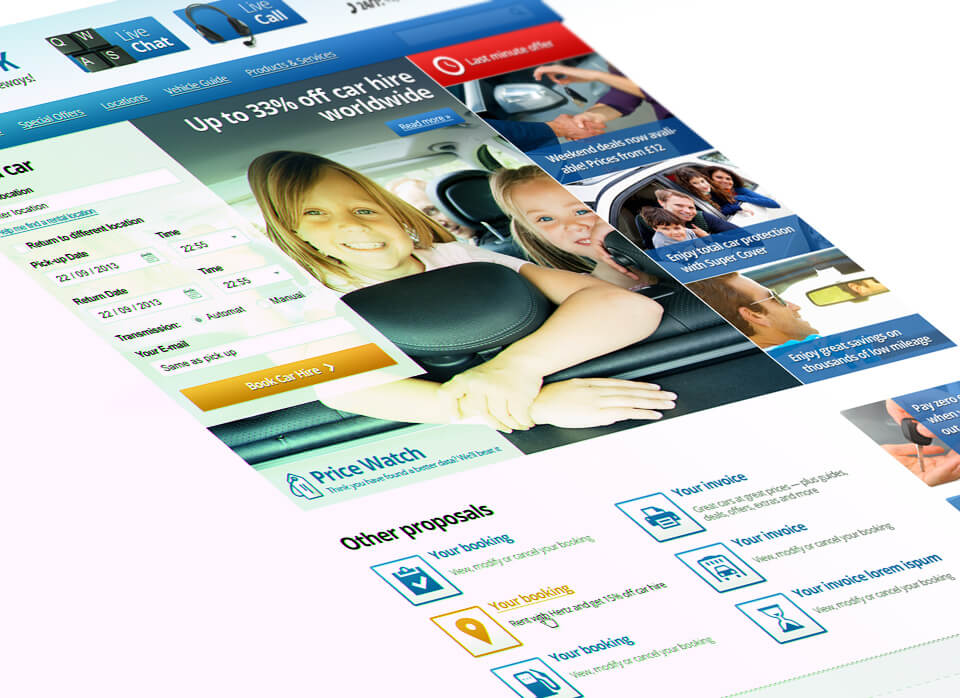 Q W A S
Live
Chat
Live
Call
K
eways!
Special Offers
Locations
Vehicle Guide
Products & Services
Last minute offer
Up to 33% off car hire
worldwide
Read more »
Weekend deals now avali-
able! Prices from £12
Enjoy total car protection
with Super Cover
Enjoy great savings on
thousands of low mileage
car
ocation
location
me find a rental location
Return to different location
Pick-up Date
Time
22 / 09 / 2013
22:55
Return Date
Time
22 / 09 / 2013
22:55
Transmission:
Automat
Manual
Your E-mail
Same as pick up
Book Car Hire
Price Watch
Think you have found a better data? We'll beat it
Pay zero
when
out
Other proposals
Your booking
View, modify or cancel your booking
Your booking
Rent with Hertz and get 15% off car hire
Your booking
View, modify or cancel your booking
Your invoice
Great cars at great prices — plus guides,
deals, offers, extras and more
Your invoice
View, modify or cancel your booking
Your invoice lorem ispum
View, modify or cancel your booking